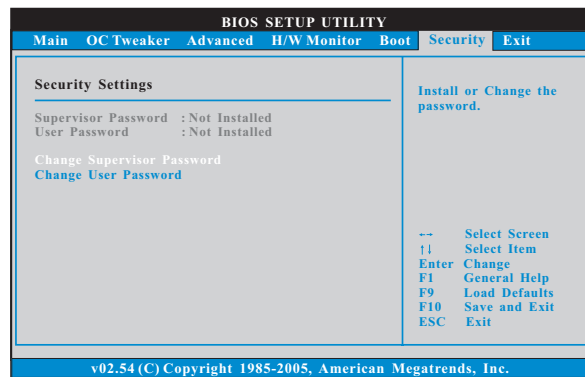 BIOS SETUP UTILITY
Main OC Tweaker Advanced H/W Monitor Boot Security Exit
Security Settings
Supervisor Password : Not Installed
User Password : Not Installed
Change Supervisor Password
Change User Password
Install or Change the
password.
←→ Select Screen
↑↓ Select Item
Enter Change
F1 General Help
F9 Load Defaults
F10 Save and Exit
ESC Exit
v02.54 (C) Copyright 1985-2005, American Megatrends, Inc.